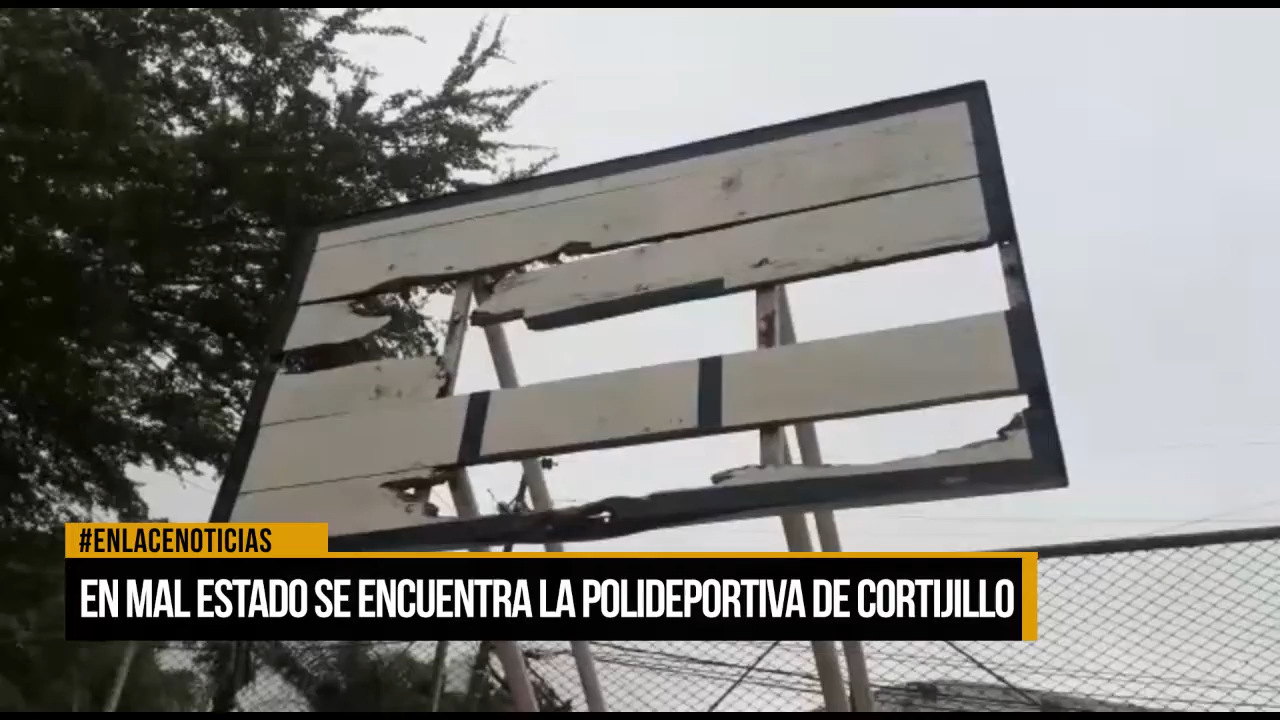 #ENLACENOTICIAS
EN MAL ESTADO SE ENCUENTRA LA POLIDEPORTIVA DE CORTIJILLO